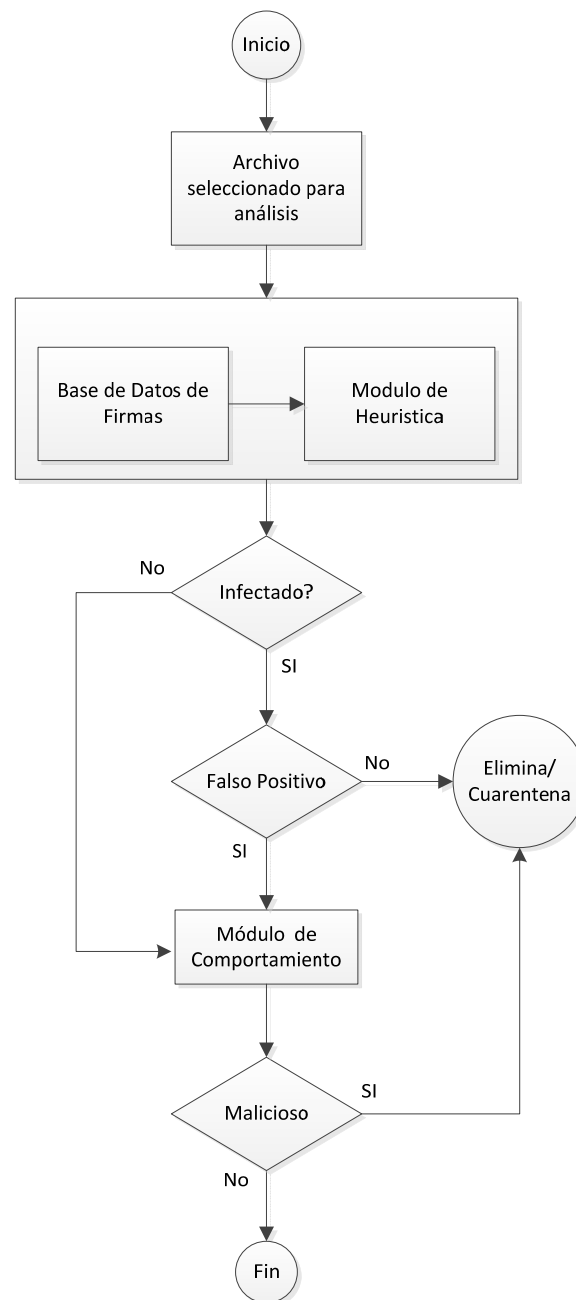 Inicio
Archivo
seleccionado para
análisis
Base de Datos de
Firmas
Modulo de
Heuristica
No
Infectado?
SI
Falso Positivo
No
Elimina/
Cuarentena
SI
Módulo de
Comportamiento
Malicioso
SI
No
Fin